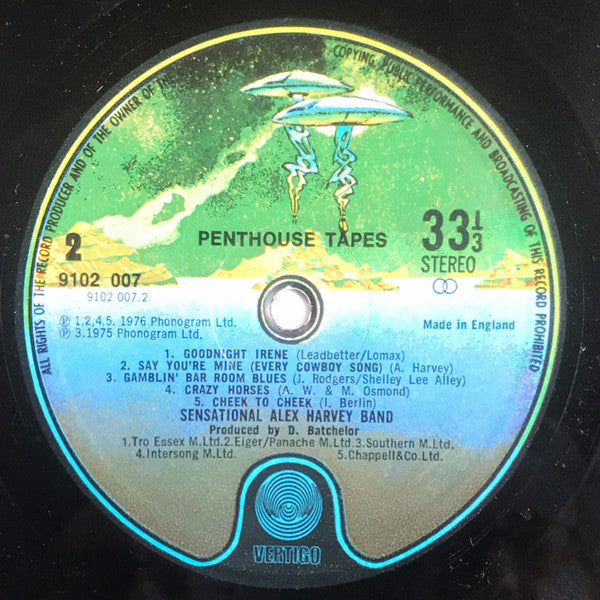 ALL RIGHTS OF THE RECORD PRODUCER AND OF THE OWNER OF THE
COPYING, PUBLIC PERFORMANCE AND BROADCASTING OF THIS RECORD PROHIBITED
PENTHOUSE TAPES
2
33⅓
STEREO
9102 007
9102 007.2
Ⓟ 1,2,4,5. 1976 Phonogram Ltd.
Ⓟ 3.1975 Phonogram Ltd.
Made in England
1. GOODNIGHT IRENE (Leadbetter/Lomax)
2. SAY YOU'RE MINE (EVERY COWBOY SONG) (A. Harvey)
3. GAMBLIN' BAR ROOM BLUES (J. Rodgers/Shelley Lee Alley)
4. CRAZY HORSES (A. W. & M. Osmond)
5. CHEEK TO CHEEK (I. Berlin)
SENSATIONAL ALEX HARVEY BAND
Produced by D. Batchelor
1.Tro Essex M.Ltd.2.Eiger/Panache M.Ltd.3.Southern M.Ltd.
4.Intersong M.Ltd. 5.Chappell&Co.Ltd.
VERTIGO